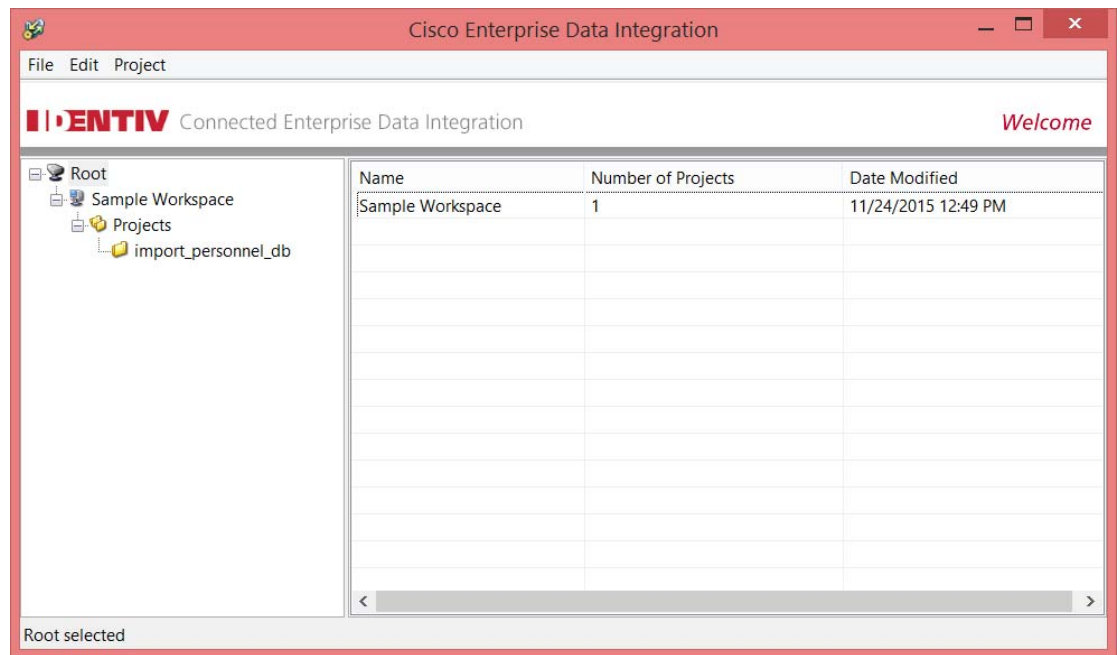 Cisco Enterprise Data Integration
File Edit Project
IDENTIV Connected Enterprise Data Integration Welcome
Root
Sample Workspace
Projects
import_personnel_db
Name Number of Projects Date Modified
Sample Workspace 1 11/24/2015 12:49 PM
Root selected